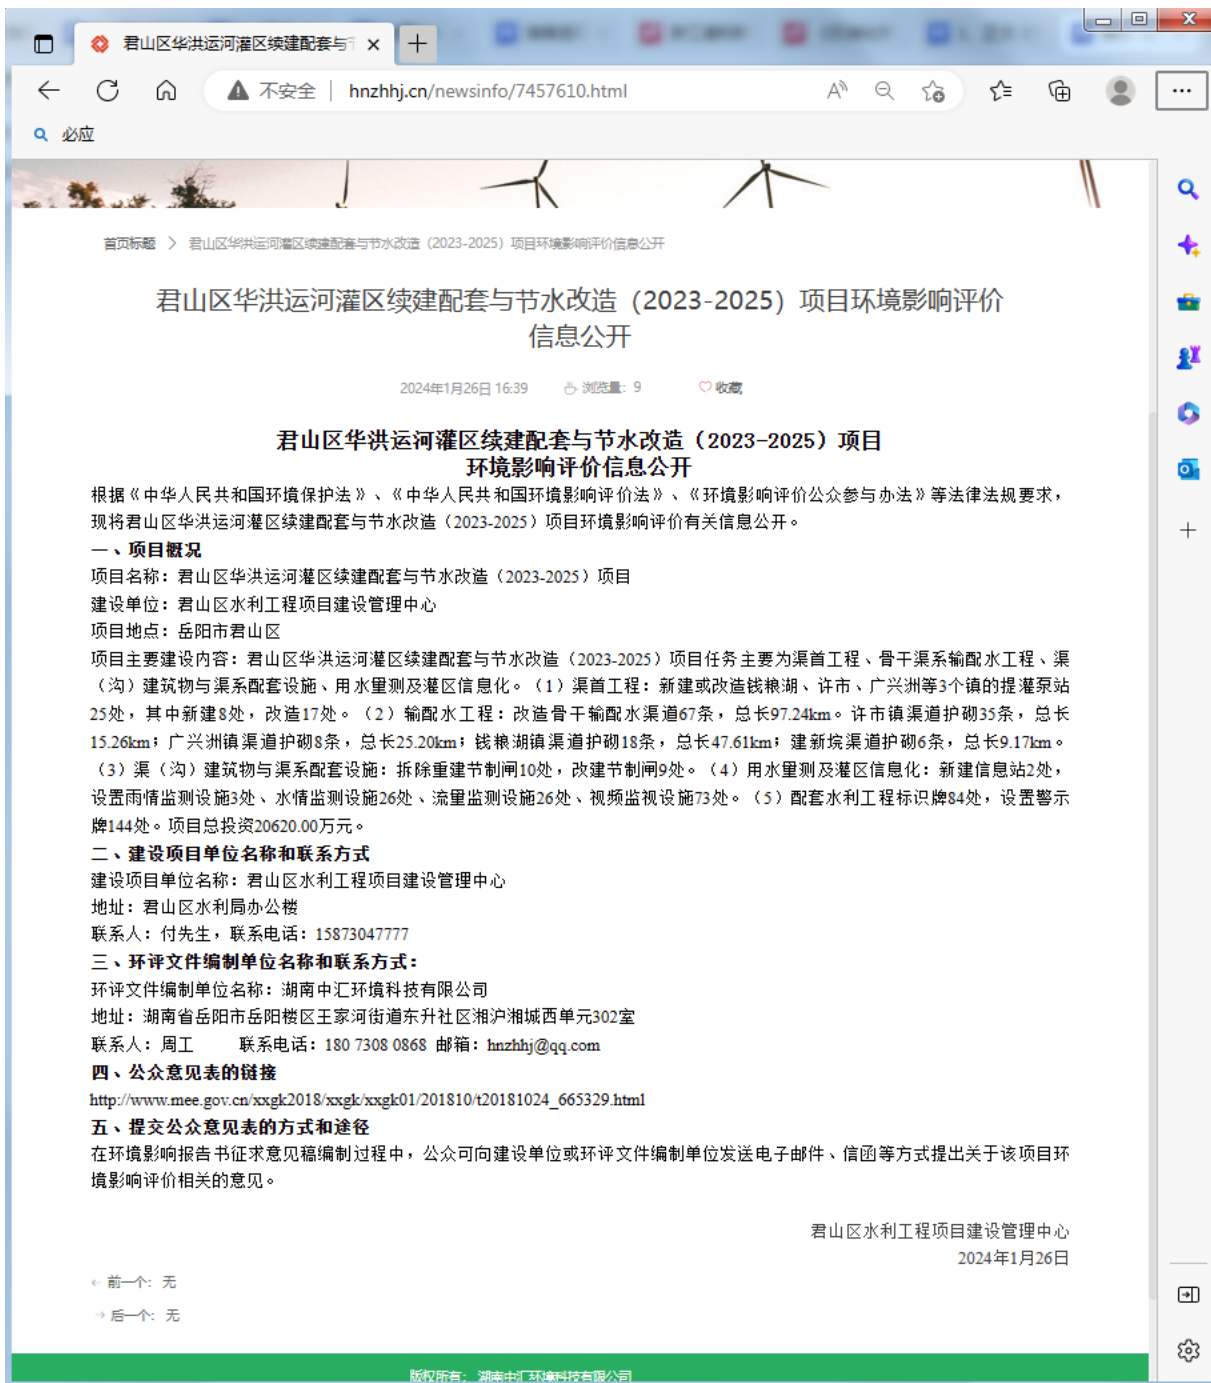 君山区华洪运河灌区续建配套与节
不安全 hnzhhj.cn/newsinfo/7457610.html
必应
首页标题 > 君山区华洪运河灌区续建配套与节水改造（2023-2025）项目环境影响评价信息公开
君山区华洪运河灌区续建配套与节水改造（2023-2025）项目环境影响评价
信息公开
2024年1月26日 16:39 浏览量：9 收藏
君山区华洪运河灌区续建配套与节水改造（2023-2025）项目
环境影响评价信息公开
根据《中华人民共和国环境保护法》、《中华人民共和国环境影响评价法》、《环境影响评价公众参与办法》等法律法规要求，
现将君山区华洪运河灌区续建配套与节水改造（2023-2025）项目环境影响评价有关信息公开。
一、项目概况
项目名称：君山区华洪运河灌区续建配套与节水改造（2023-2025）项目
建设单位：君山区水利工程项目建设管理中心
项目地点：岳阳市君山区
项目主要建设内容：君山区华洪运河灌区续建配套与节水改造（2023-2025）项目任务主要为渠首工程、骨干渠系输配水工程、渠
（沟）建筑物与渠系配套设施、用水量测及灌区信息化。（1）渠首工程：新建或改造钱粮湖、许市、广兴洲等3个镇的提灌泵站
25处，其中新建8处，改造17处。（2）输配水工程：改造骨干输配水渠道67条，总长97.24km。许市镇渠道护砌35条，总长
15.26km；广兴洲镇渠道护砌8条，总长25.20km；钱粮湖镇渠道护砌18条，总长47.61km；建新垸渠道护砌6条，总长9.17km。
（3）渠（沟）建筑物与渠系配套设施：拆除重建节制闸10处，改建节制闸9处。（4）用水量测及灌区信息化：新建信息站2处，
设置雨情监测设施3处、水情监测设施26处、流量监测设施26处、视频监视设施73处。（5）配套水利工程标识牌84处，设置警示
牌144处。项目总投资20620.00万元。
二、建设项目单位名称和联系方式
建设项目单位名称：君山区水利工程项目建设管理中心
地址：君山区水利局办公楼
联系人：付先生，联系电话：15873047777
三、环评文件编制单位名称和联系方式：
环评文件编制单位名称：湖南中汇环境科技有限公司
地址：湖南省岳阳市岳阳楼区王家河街道东升社区湘沪湘城西单元302室
联系人：周工 联系电话：180 7308 0868 邮箱：hnzhhj@qq.com
四、公众意见表的链接
http://www.mee.gov.cn/xxgk2018/xxgk/xxgk01/201810/t20181024_665329.html
五、提交公众意见表的方式和途径
在环境影响报告书征求意见稿编制过程中，公众可向建设单位或环评文件编制单位发送电子邮件、信函等方式提出关于该项目环
境影响评价相关的意见。
君山区水利工程项目建设管理中心
2024年1月26日
←前一个：无
→后一个：无
版权所有： 湖南中汇环境科技有限公司